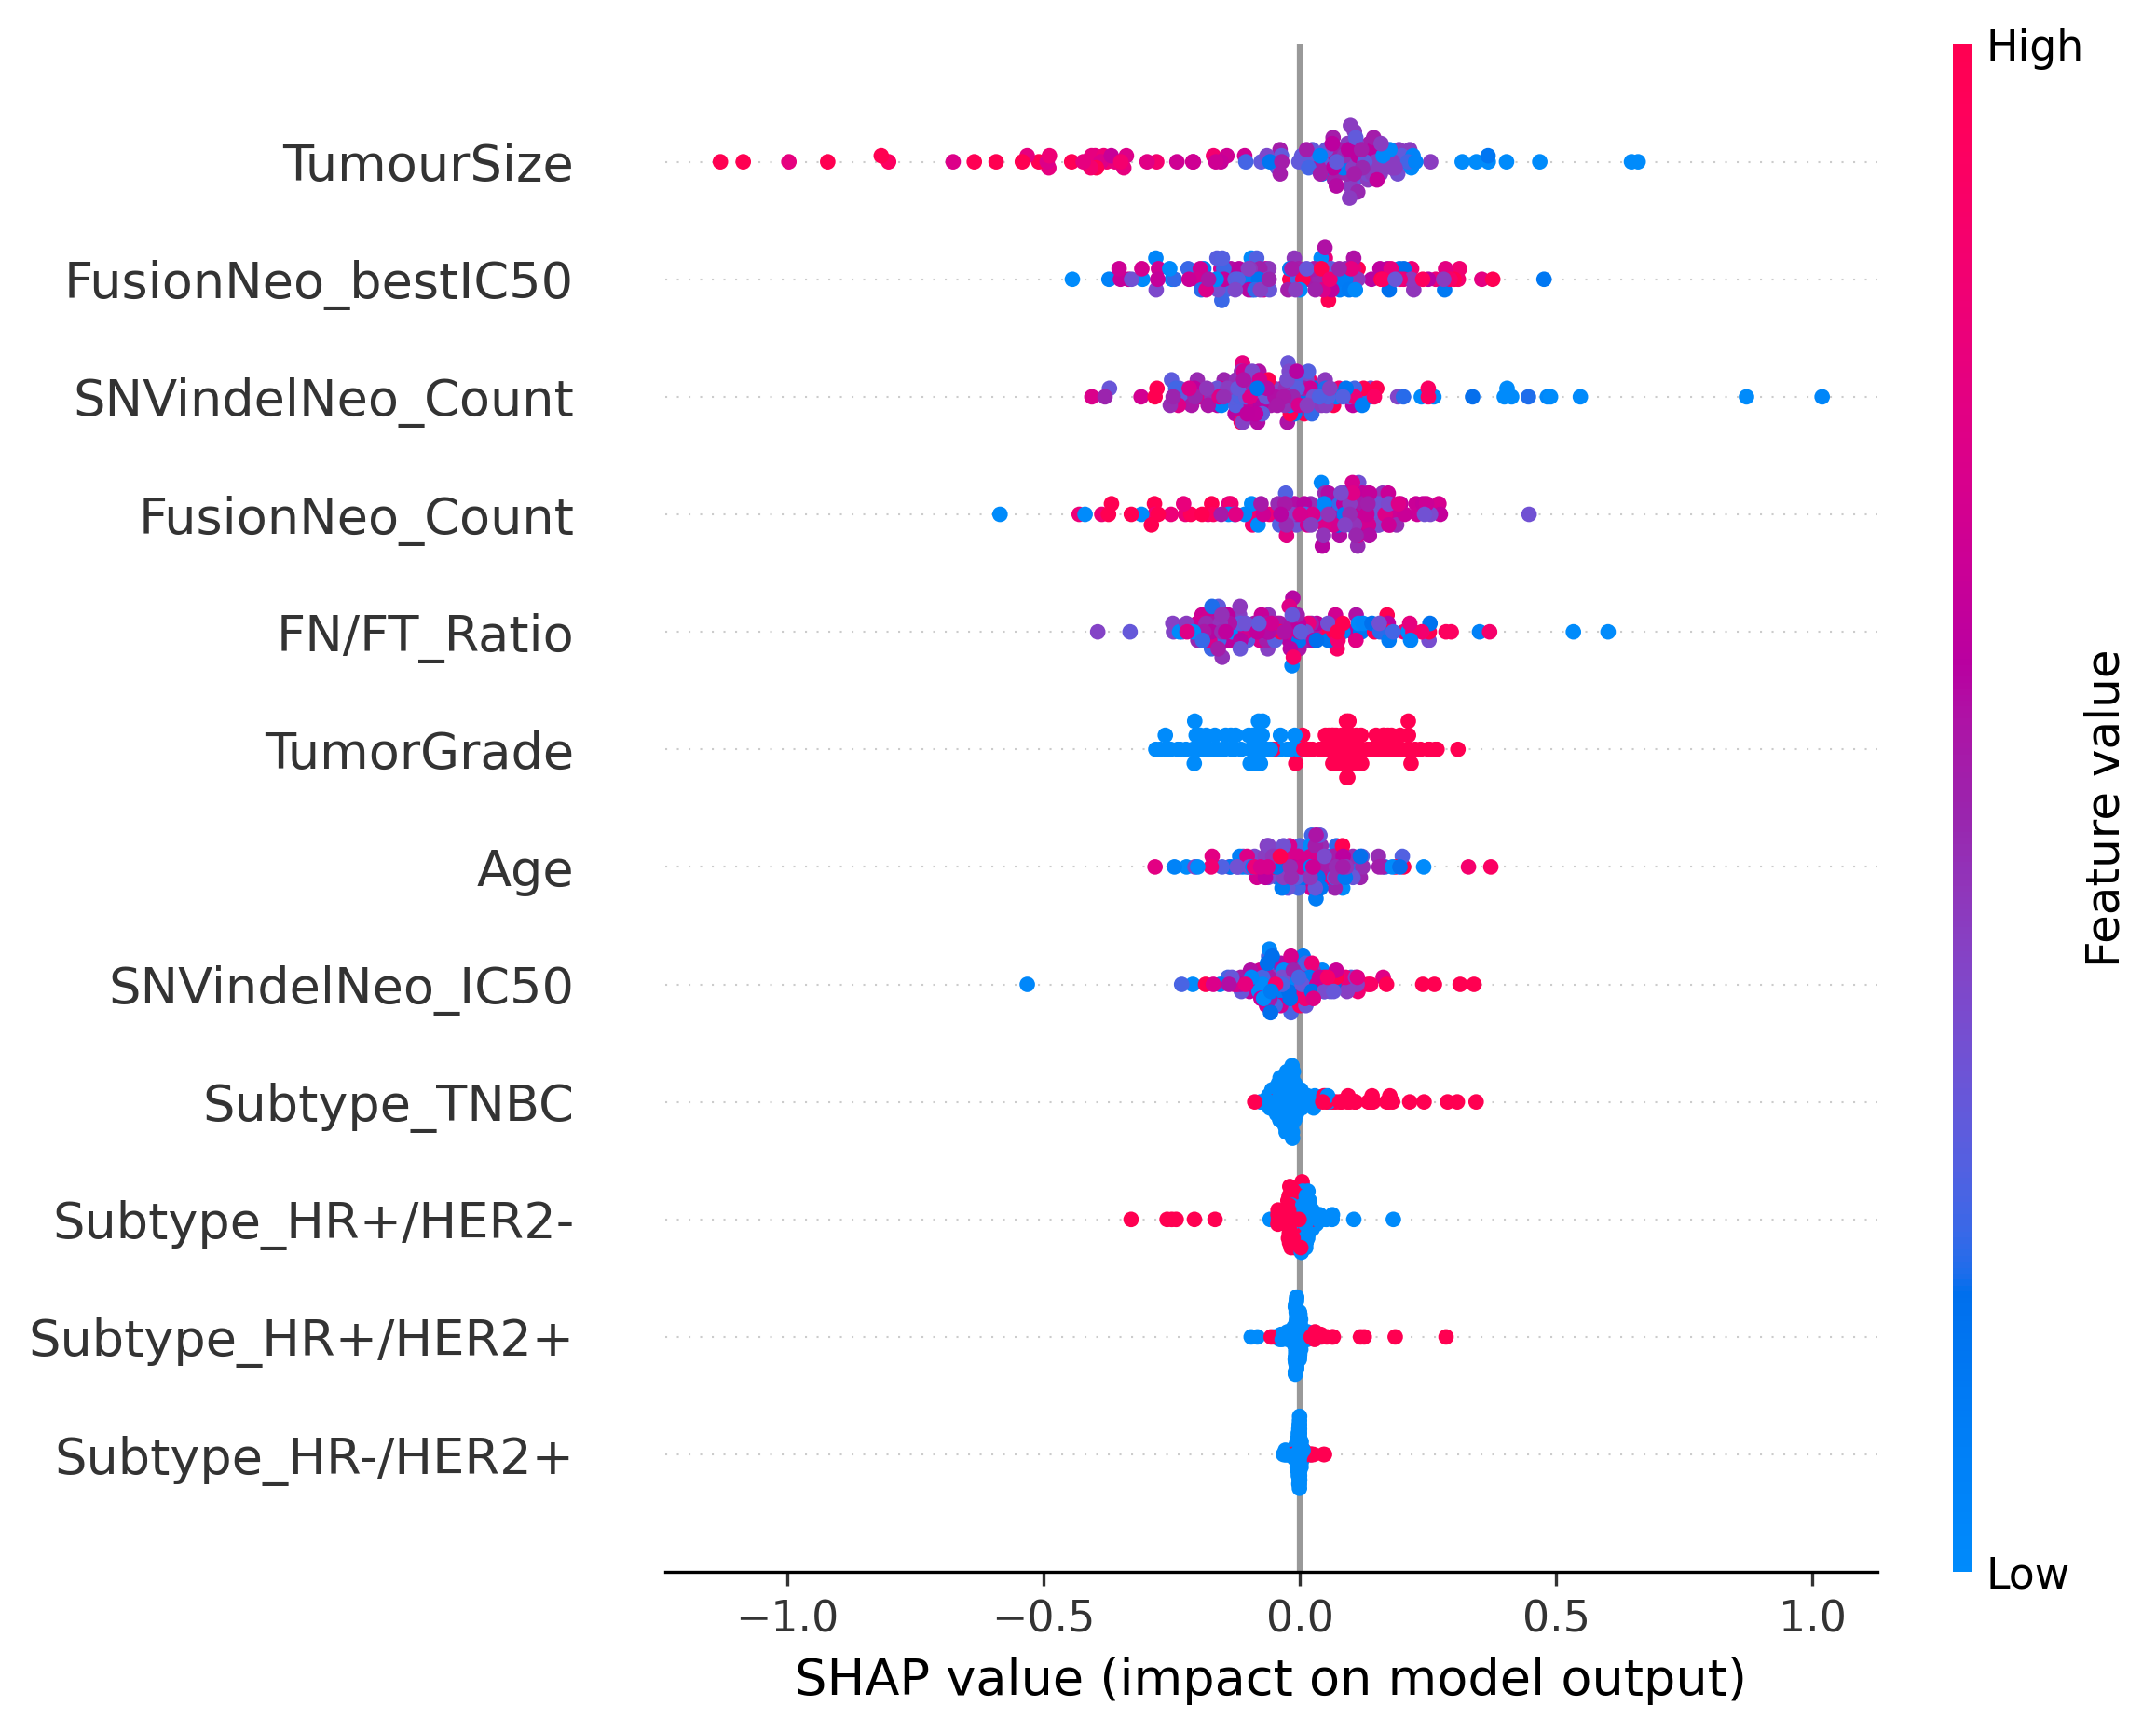 High
TumourSize
FusionNeo_bestIC50
SNVindelNeo_Count
FusionNeo_Count
FN/FT_Ratio
TumorGrade
Age
SNVindelNeo_IC50
Subtype_TNBC
Subtype_HR+/HER2-
Subtype_HR+/HER2+
Subtype_HR-/HER2+
Feature value
Low
−1.0 −0.5 0.0 0.5 1.0
SHAP value (impact on model output)